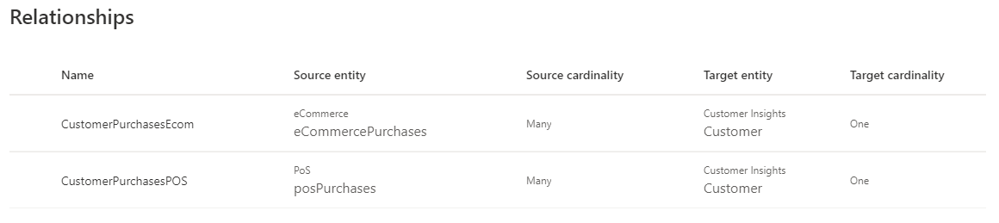 Relationships
Name Source entity Source cardinality Target entity Target cardinality
CustomerPurchasesEcom eCommerce eCommercePurchases Many Customer Insights Customer One
CustomerPurchasesPOS PoS posPurchases Many Customer Insights Customer One